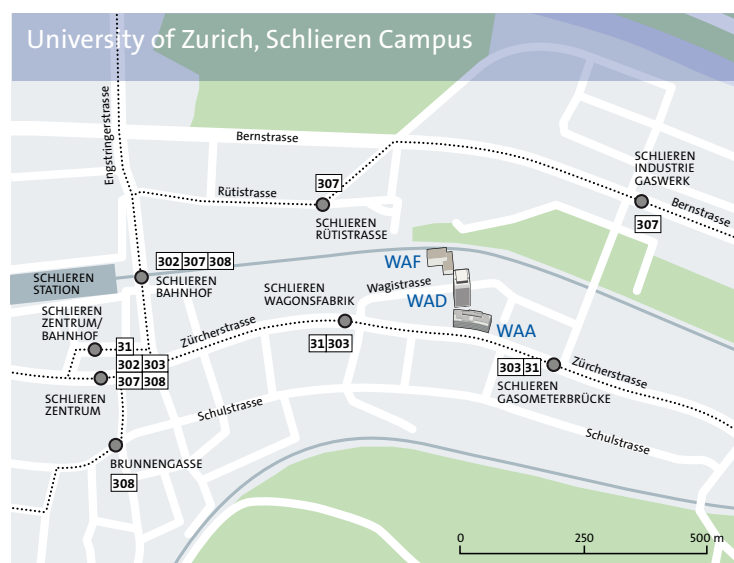 University of Zurich, Schlieren Campus
Engstringerstrasse
Bernstrasse
SCHLIEREN
INDUSTRIE
GASWERK
307
Rütistrasse
Bernstrasse
307
SCHLIEREN
RÜTISTRASSE
302 307 308
SCHLIEREN
BAHNHOF
SCHLIEREN
STATION
WAF
SCHLIEREN
WAGONSFABRIK
Wagistrasse
WAD
SCHLIEREN
ZENTRUM/
BAHNHOF
Zürcherstrasse
WAA
31
31 303
302 303
307 308
303 31
Zürcherstrasse
SCHLIEREN
GASOMETERBRÜCKE
SCHLIEREN
ZENTRUM
Schulstrasse
Schulstrasse
BRUNNENGASSE
308
0 250 500 m